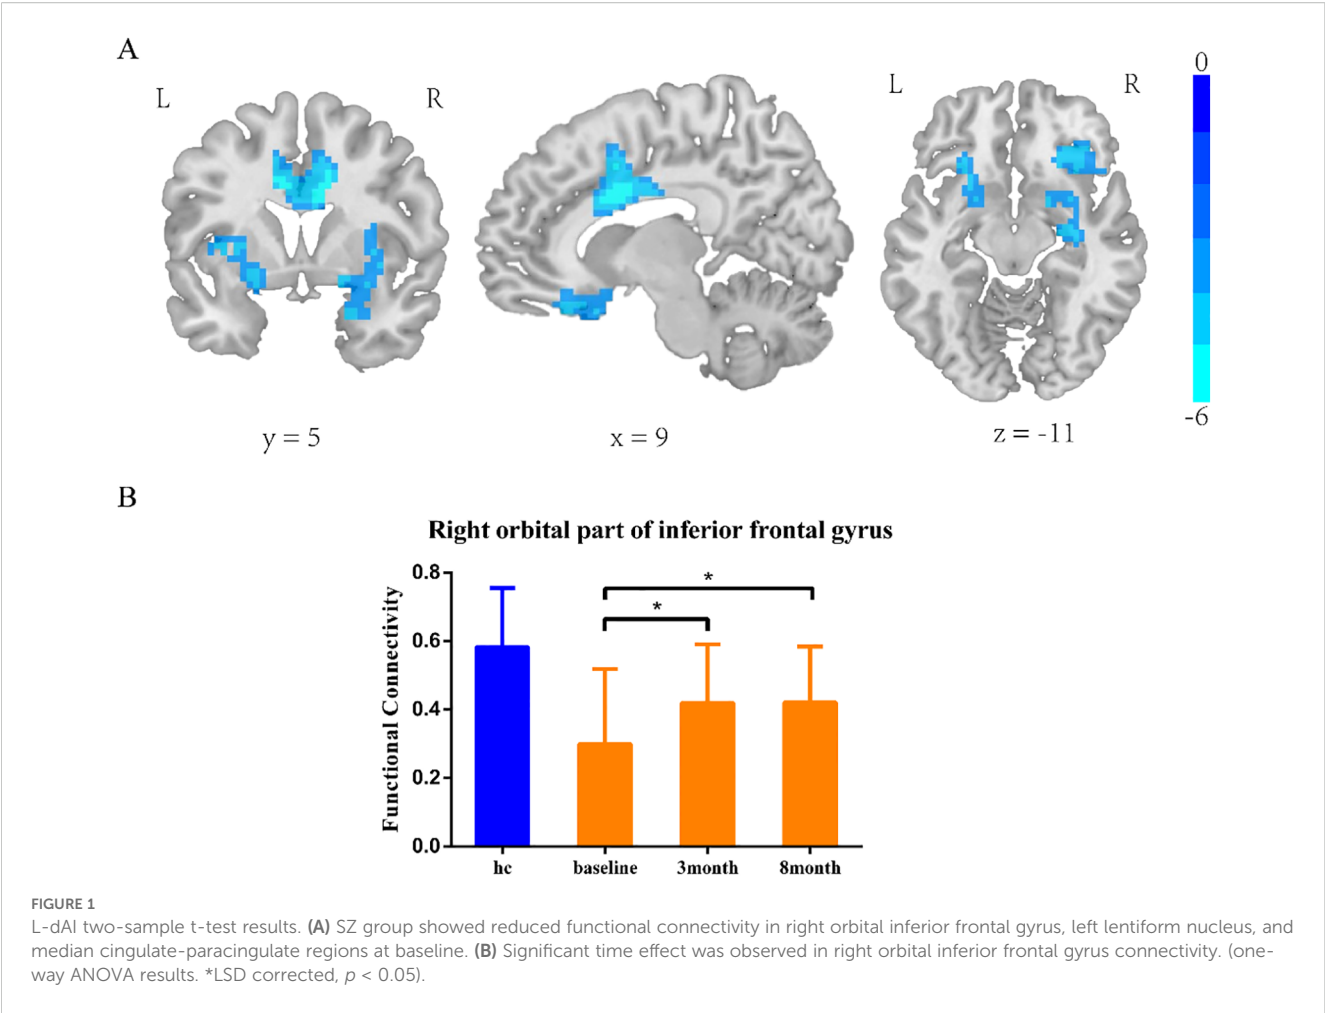 A
L
R
L
R
0
-6
y = 5
x = 9
z = -11
B
Right orbital part of inferior frontal gyrus
Functional Connectivity
0.8
0.6
0.4
0.2
0.0
*
*
hc
baseline
3month
8month
FIGURE 1
L-dAI two-sample t-test results. (A) SZ group showed reduced functional connectivity in right orbital inferior frontal gyrus, left lentiform nucleus, and
median cingulate-paracingulate regions at baseline. (B) Significant time effect was observed in right orbital inferior frontal gyrus connectivity. (one-
way ANOVA results. *LSD corrected, p < 0.05).